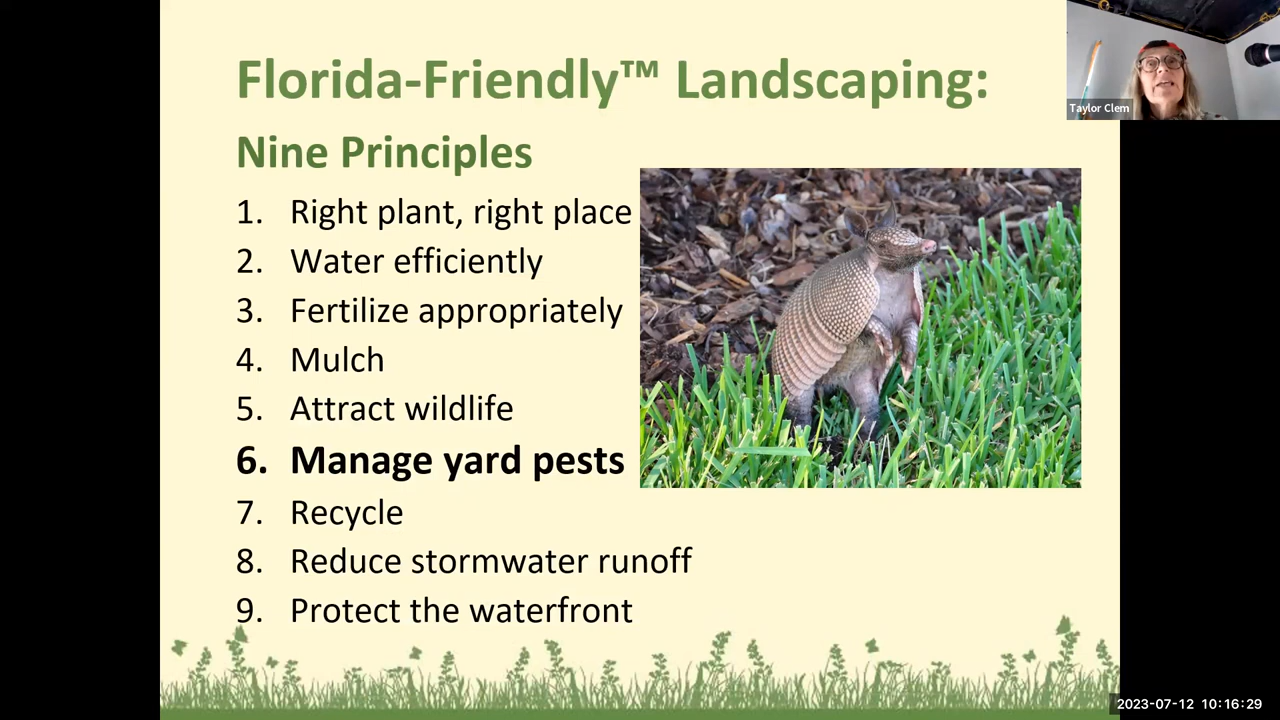 Florida-Friendly™ Landscaping:
Nine Principles
1. Right plant, right place
2. Water efficiently
3. Fertilize appropriately
4. Mulch
5. Attract wildlife
6. Manage yard pests
7. Recycle
8. Reduce stormwater runoff
9. Protect the waterfront
Taylor Clem
2023-07-12 10:16:29